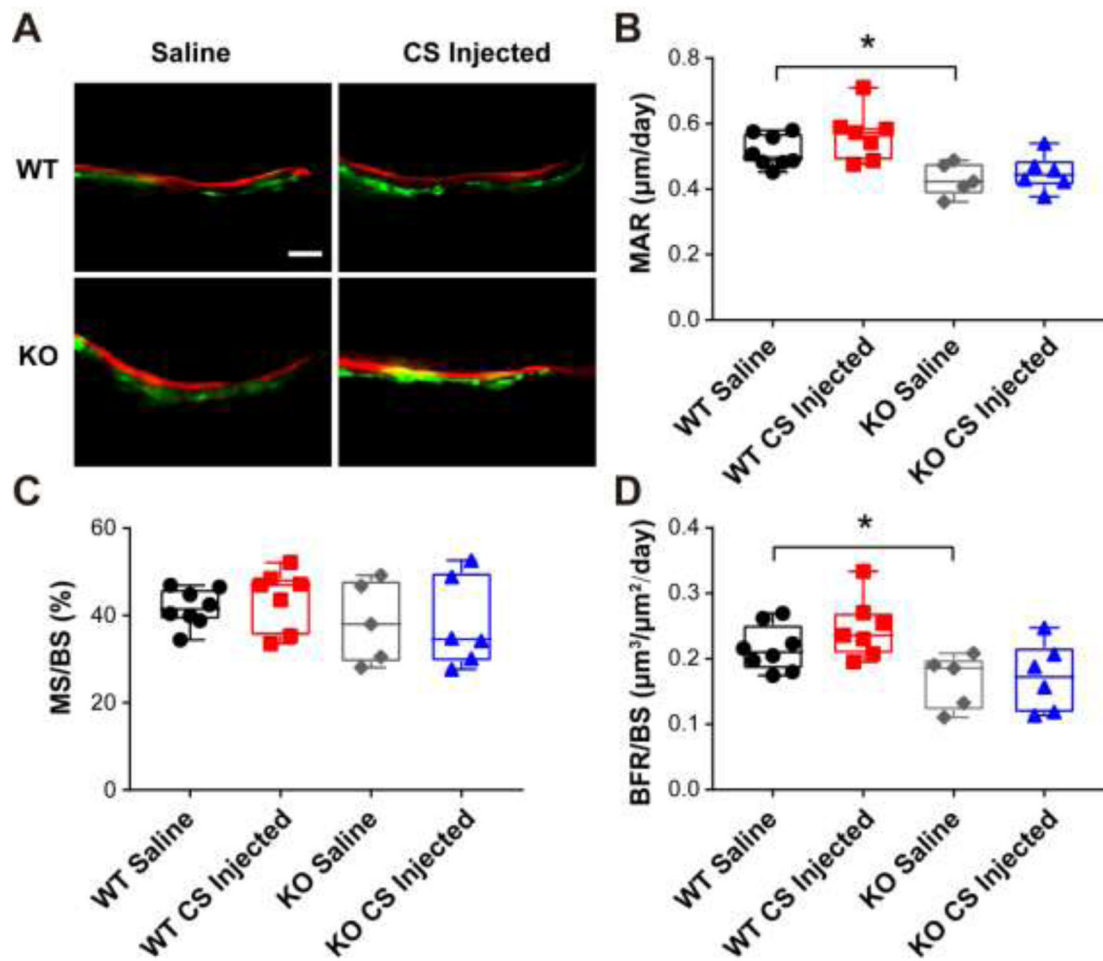 A
Saline
CS Injected
WT
KO
B
*
MAR (µm/day)
0.8
0.6
0.4
0.2
0.0
WT Saline
WT CS Injected
KO Saline
KO CS Injected
C
MS/BS (%)
60
40
20
0
WT Saline
WT CS Injected
KO Saline
KO CS Injected
D
*
BFR/BS (µm³/µm²/day)
0.4
0.3
0.2
0.1
0.0
WT Saline
WT CS Injected
KO Saline
KO CS Injected